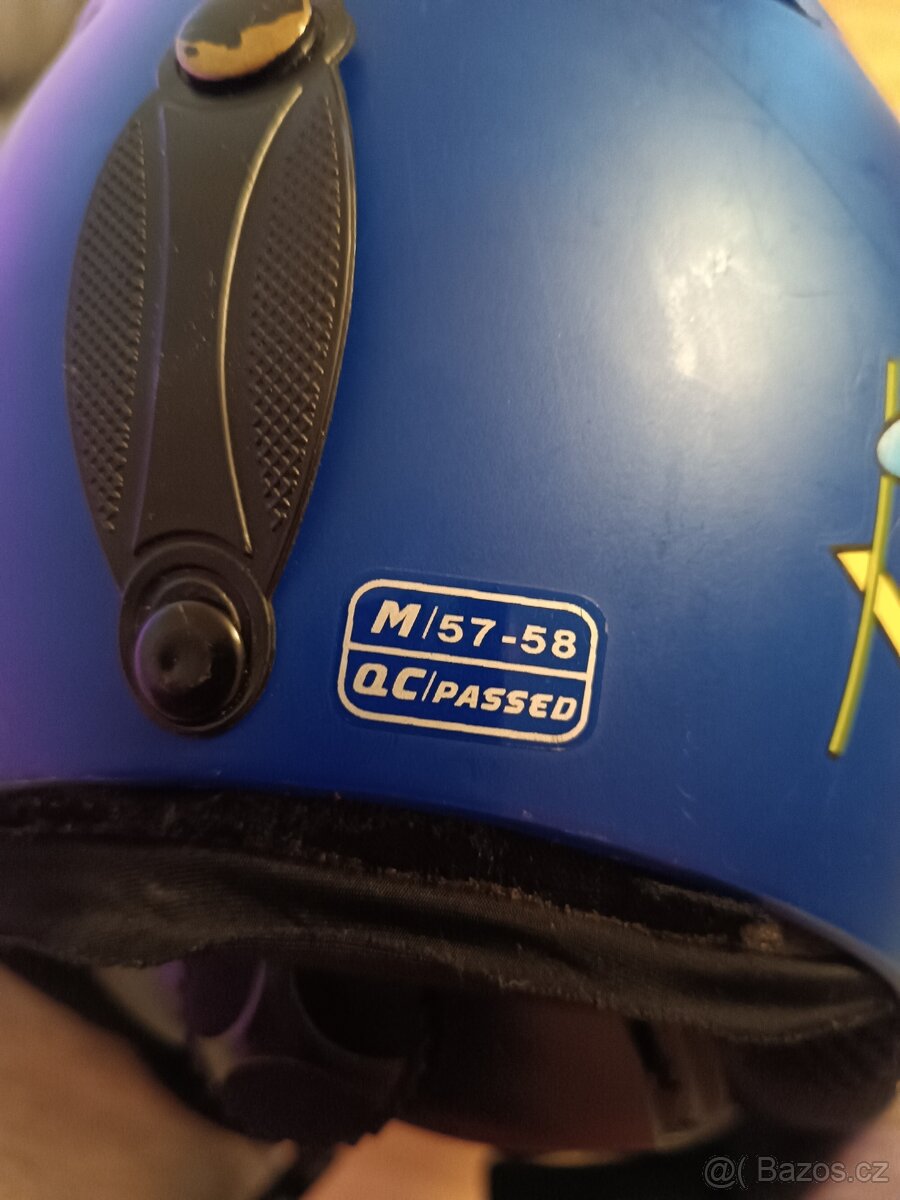 M/57-58
QC/PASSED
@( Bazos.cz